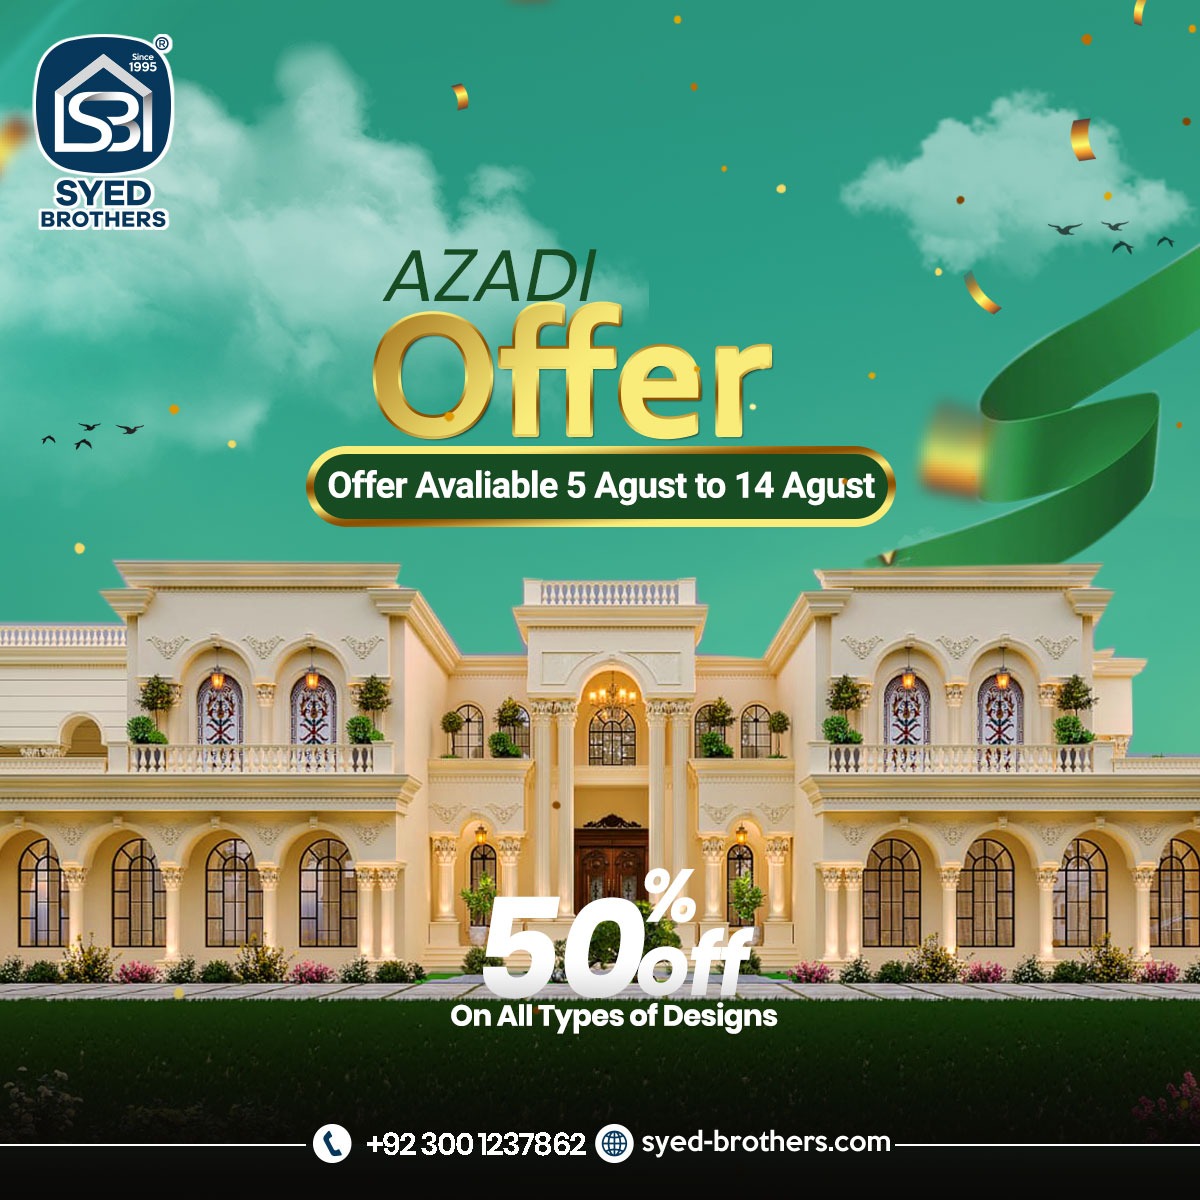 Since
1995
®
SBI
SYED
BROTHERS
AZADI
Offer
Offer Avaliable 5 Agust to 14 Agust
50%off
On All Types of Designs
+92 300 1237862
syed-brothers.com